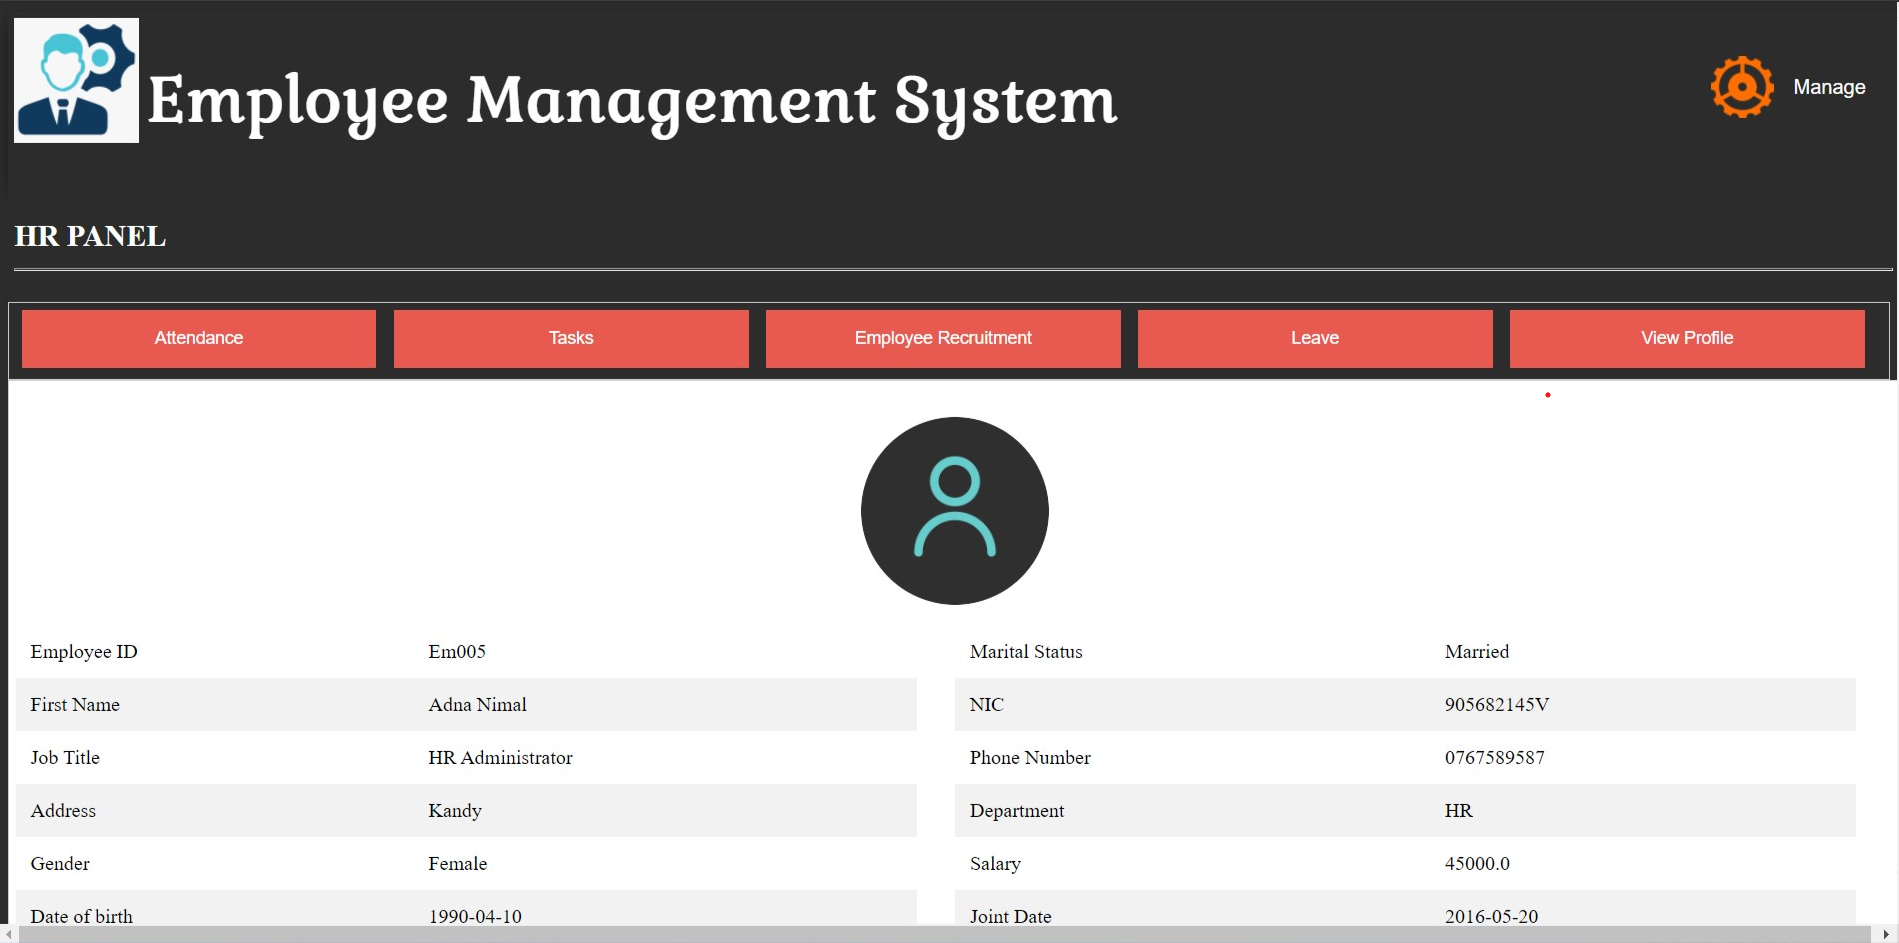 Employee Management System
Manage
HR PANEL
Attendance Tasks Employee Recruitment Leave View Profile
Employee ID Em005 Marital Status Married
First Name Adna Nimal NIC 905682145V
Job Title HR Administrator Phone Number 0767589587
Address Kandy Department HR
Gender Female Salary 45000.0
Date of birth 1990-04-10 Joint Date 2016-05-20